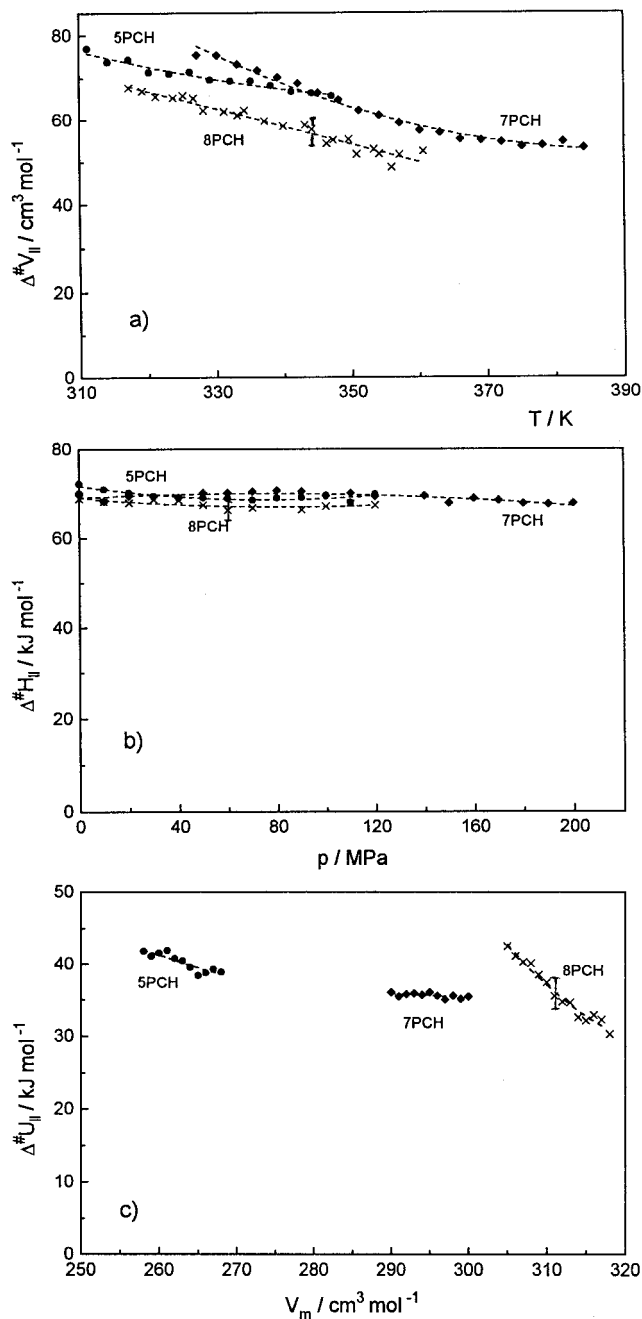 80
60
40
20
0
Δ#V|| / cm³ mol⁻¹
5PCH
7PCH
8PCH
a)
310
330
350
370
390
T / K
80
60
40
20
0
Δ#H|| / kJ mol⁻¹
5PCH
8PCH
7PCH
b)
0
40
80
120
160
200
p / MPa
50
40
30
20
10
0
Δ#U|| / kJ mol⁻¹
5PCH
7PCH
8PCH
c)
250
260
270
280
290
300
310
320
Vm / cm³ mol⁻¹